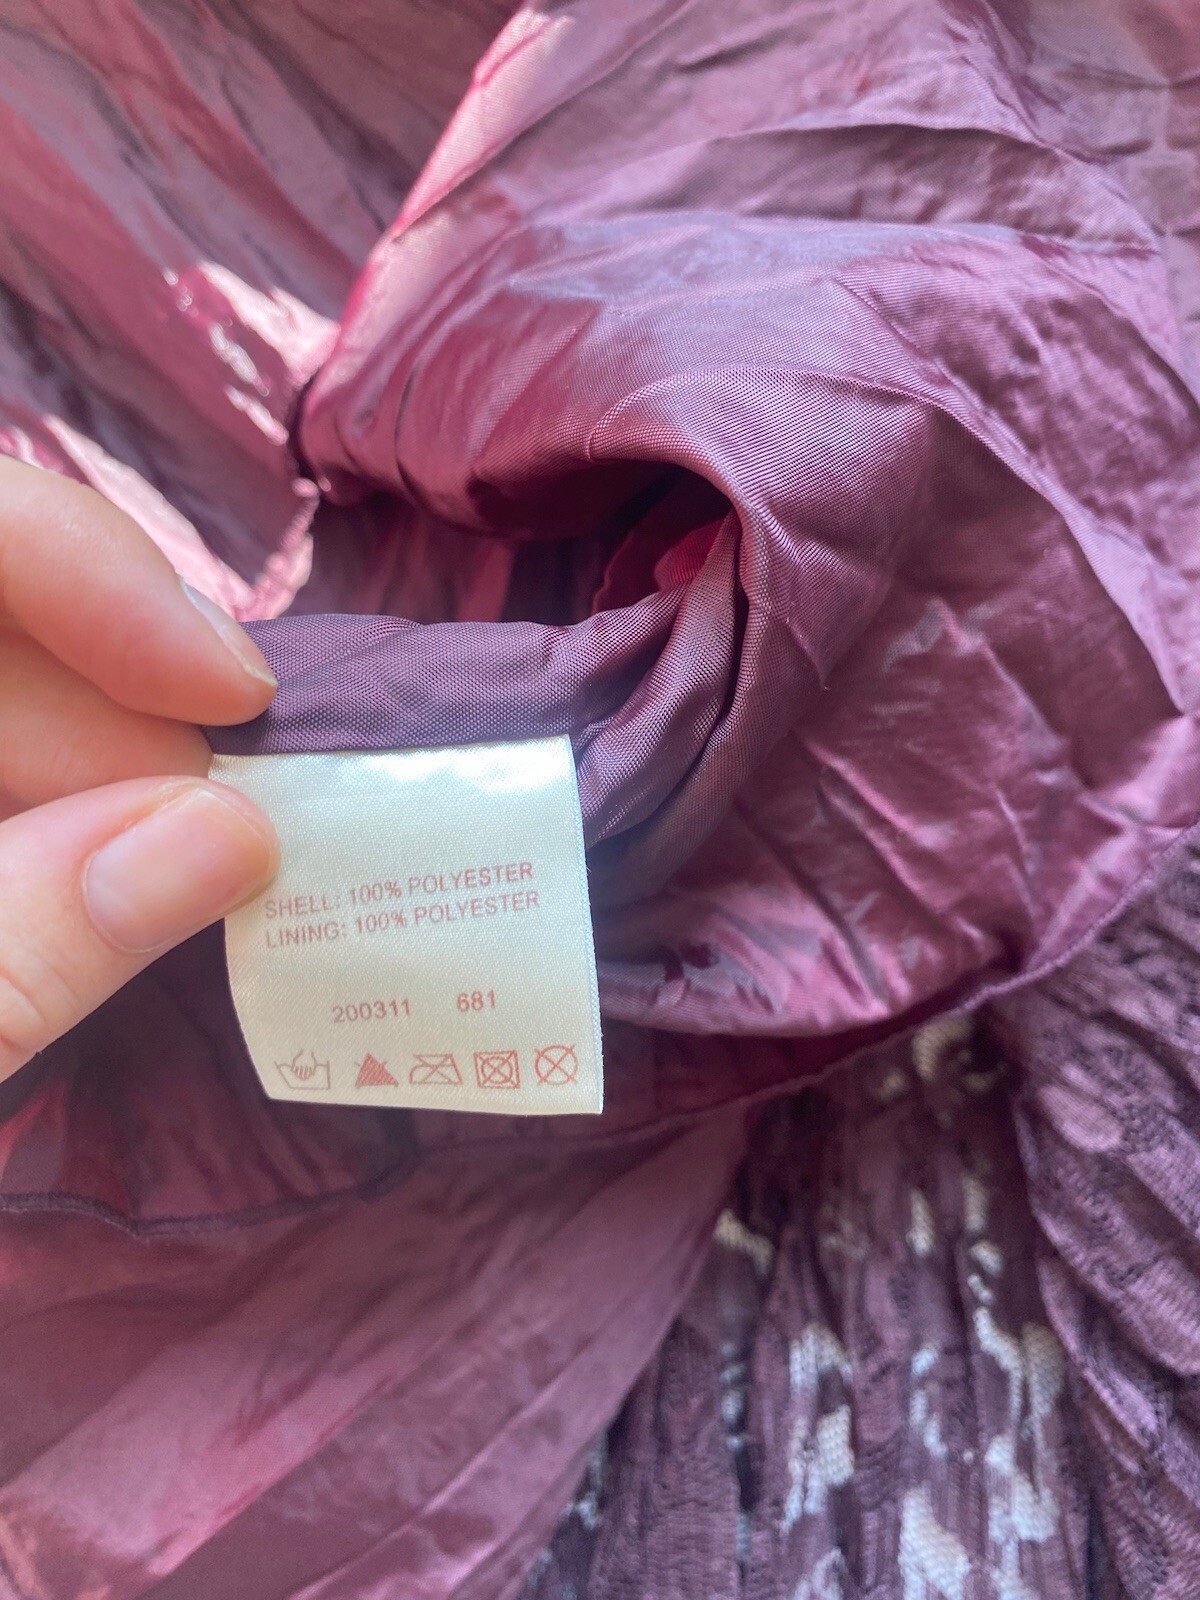 SHELL: 100% POLYESTER
LINING: 100% POLYESTER
200311 681